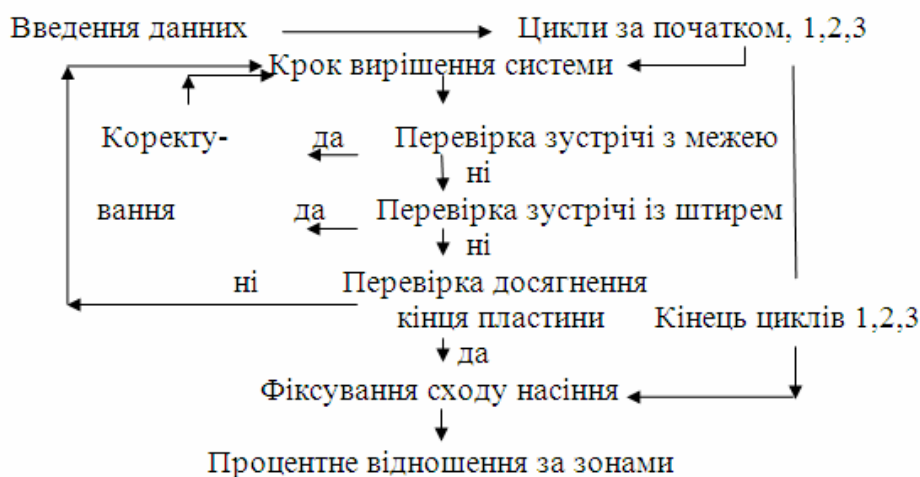 Введення данних Цикли за початком, 1,2,3
Крок вирішення системи
Коректу- да Перевірка зустрічі з межею
ні
вання да Перевірка зустрічі із штирем
ні
ні Перевірка досягнення
кінця пластини Кінець циклів 1,2,3
да
Фіксування сходу насіння
Процентне відношення за зонами